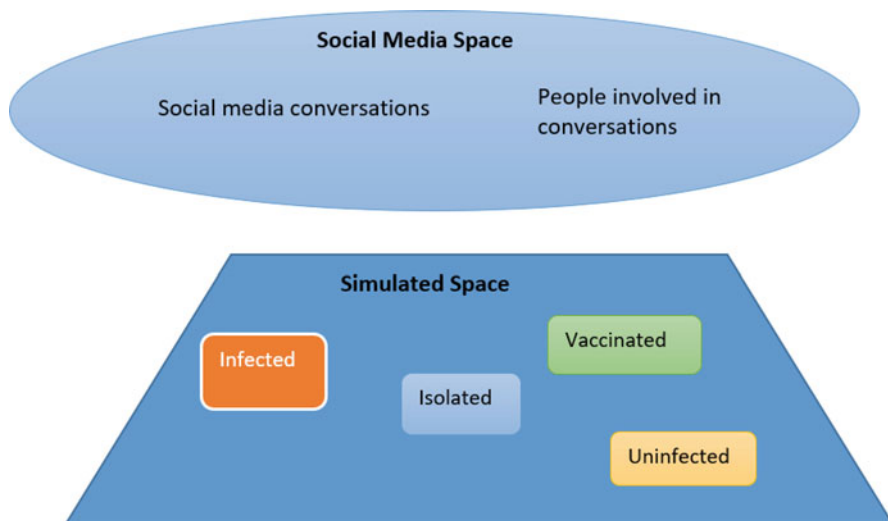 Social Media Space
Social media conversations
People involved in
conversations
Simulated Space
Infected
Vaccinated
Isolated
Uninfected